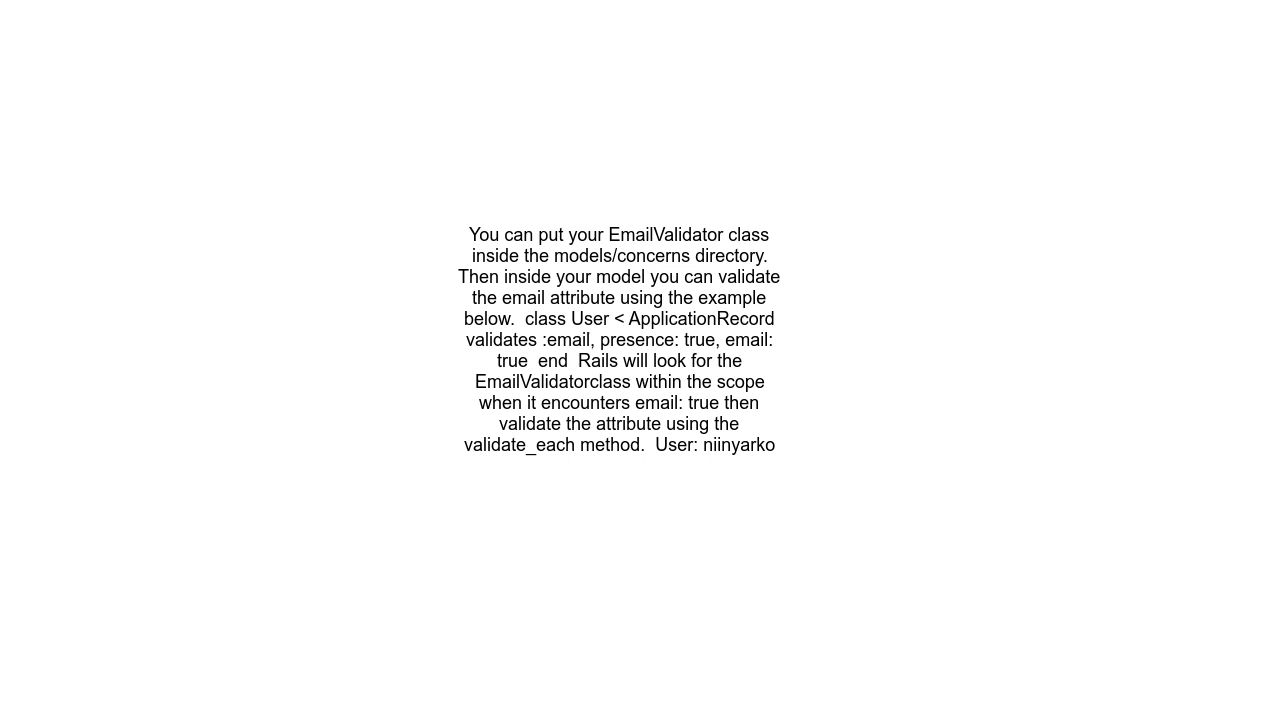 You can put your EmailValidator class
inside the models/concerns directory.
Then inside your model you can validate
the email attribute using the example
below.  class User < ApplicationRecord
validates :email, presence: true, email:
true  end  Rails will look for the
EmailValidatorclass within the scope
when it encounters email: true then
validate the attribute using the
validate_each method.  User: niinyarko